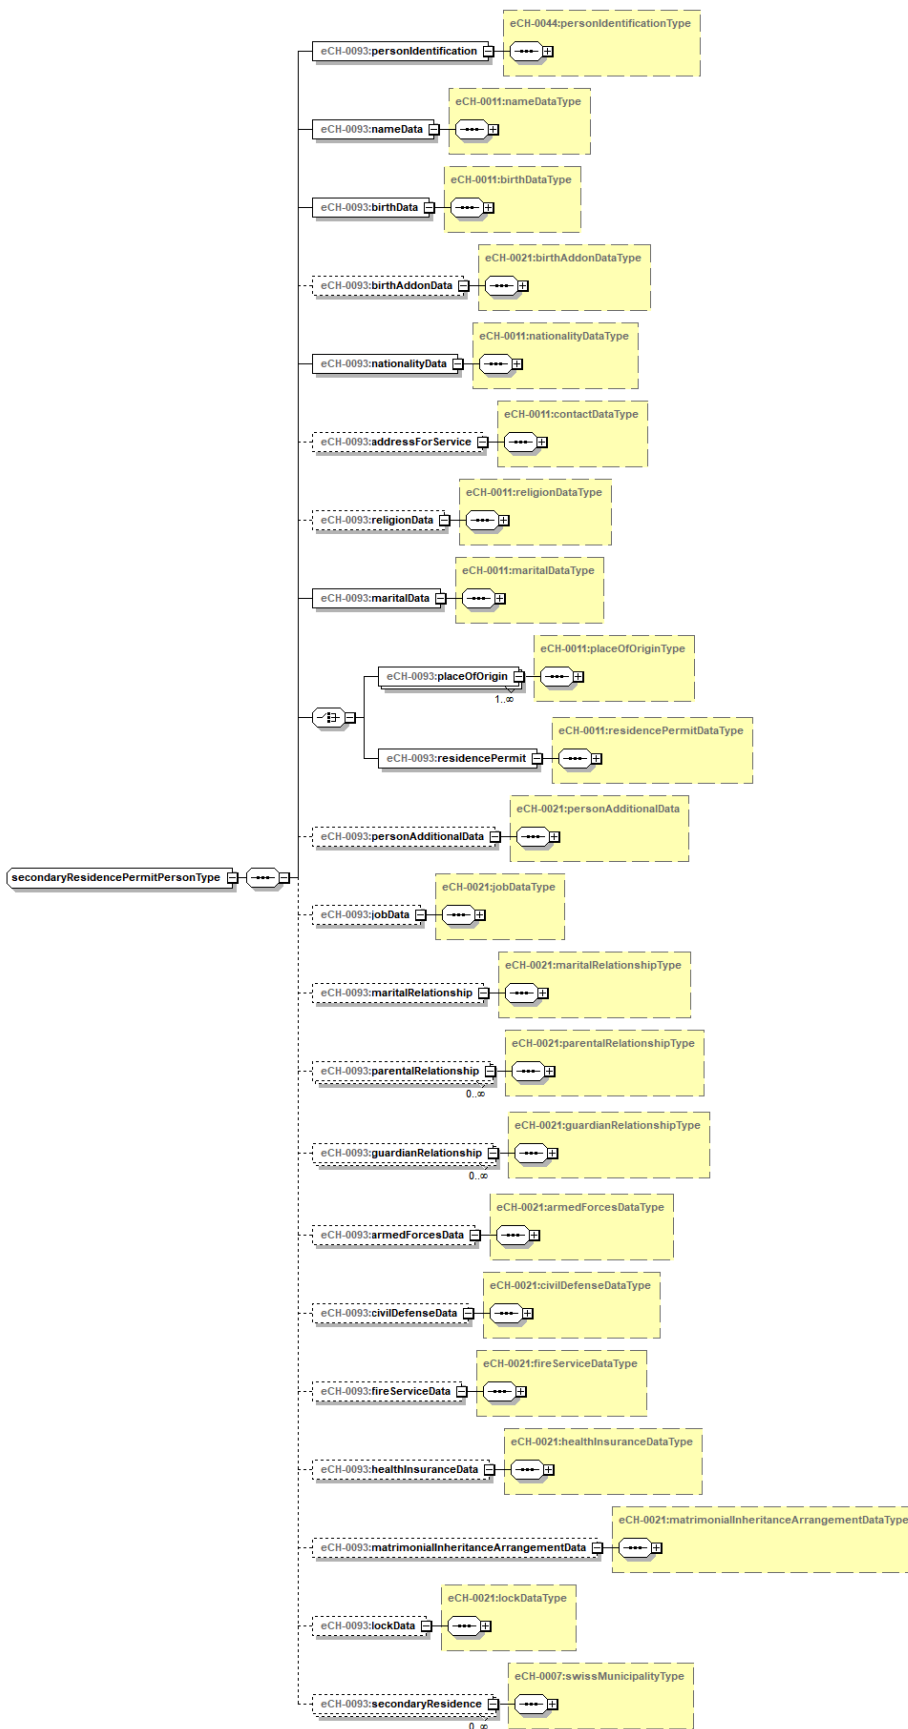 eCH-0044:personIdentificationType
eCH-0093:personIdentification
eCH-0011:nameDataType
eCH-0093:nameData
eCH-0011:birthDataType
eCH-0093:birthData
eCH-0021:birthAddonDataType
eCH-0093:birthAddonData
eCH-0011:nationalityDataType
eCH-0093:nationalityData
eCH-0011:contactDataType
eCH-0093:addressForService
eCH-0011:religionDataType
eCH-0093:religionData
eCH-0011:maritalDataType
eCH-0093:maritalData
eCH-0011:placeOfOriginType
eCH-0093:placeOfOrigin
1..∞
eCH-0011:residencePermitDataType
eCH-0093:residencePermit
eCH-0021:personAdditionalData
eCH-0093:personAdditionalData
secondaryResidencePermitPersonType
eCH-0021:jobDataType
eCH-0093:jobData
eCH-0021:maritalRelationshipType
eCH-0093:maritalRelationship
eCH-0021:parentalRelationshipType
eCH-0093:parentalRelationship
0..∞
eCH-0021:guardianRelationshipType
eCH-0093:guardianRelationship
0..∞
eCH-0021:armedForcesDataType
eCH-0093:armedForcesData
eCH-0021:civilDefenseDataType
eCH-0093:civilDefenseData
eCH-0021:fireServiceDataType
eCH-0093:fireServiceData
eCH-0021:healthInsuranceDataType
eCH-0093:healthInsuranceData
eCH-0021:matrimonialInheritanceArrangementDataType
eCH-0093:matrimonialInheritanceArrangementData
eCH-0021:lockDataType
eCH-0093:lockData
eCH-0007:swissMunicipalityType
eCH-0093:secondaryResidence
0..∞